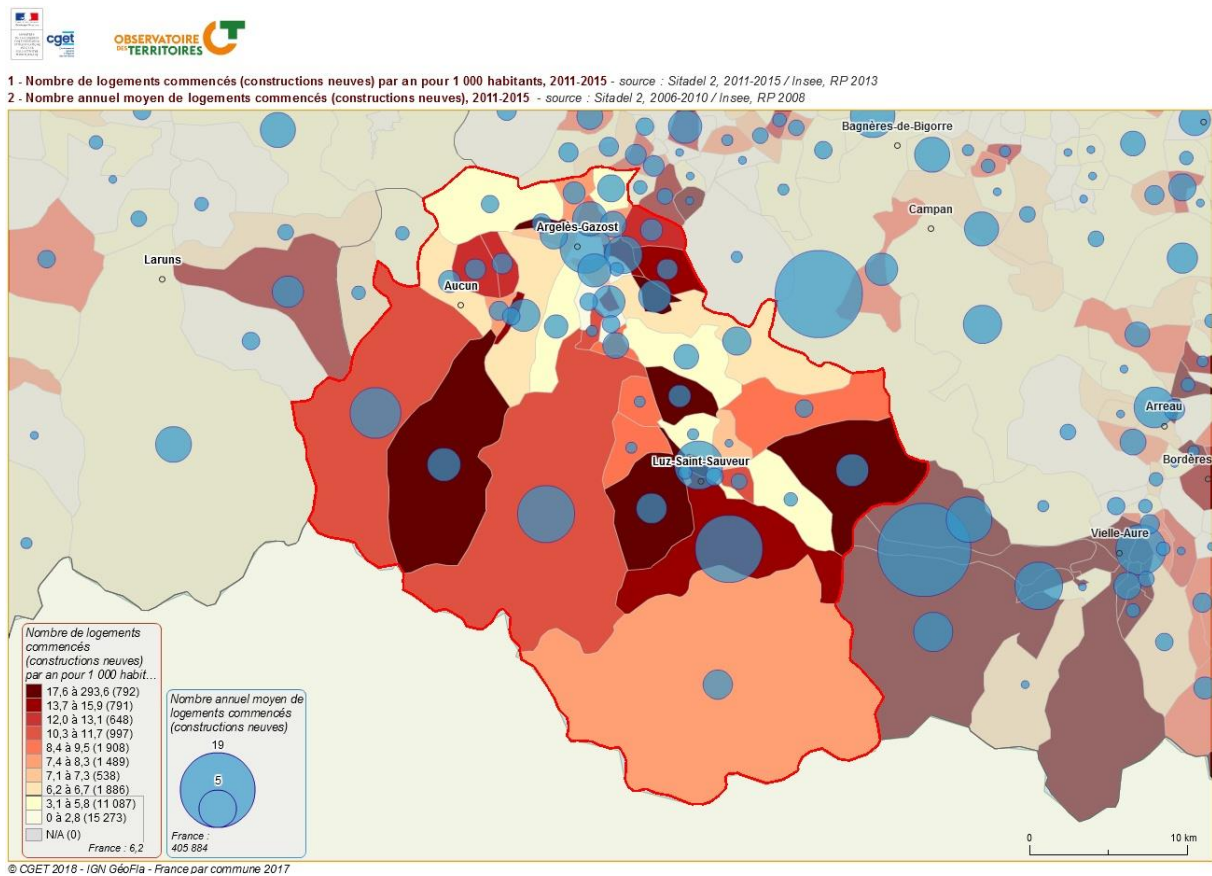 cget
OBSERVATOIRE
DES TERRITOIRES
1 - Nombre de logements commencés (constructions neuves) par an pour 1 000 habitants, 2011-2015 - source : Sitadel 2, 2011-2015 / Insee, RP 2013
2 - Nombre annuel moyen de logements commencés (constructions neuves), 2011-2015 - source : Sitadel 2, 2006-2010 / Insee, RP 2008
Bagnères-de-Bigorre
Campan
Argelès-Gazost
Laruns
Aucun
Arreau
Luz-Saint-Sauveur
Bordères
Vielle-Aure
Nombre de logements
commencés
(constructions neuves)
par an pour 1 000 habit...
17,6 à 293,6 (792)
13,7 à 15,9 (791)
12,0 à 13,1 (648)
10,3 à 11,7 (997)
8,4 à 9,5 (1 908)
7,4 à 8,3 (1 489)
7,1 à 7,3 (538)
6,2 à 6,7 (1 886)
3,1 à 5,8 (11 087)
0 à 2,8 (15 273)
N/A (0)
France : 6,2
Nombre annuel moyen de
logements commencés
(constructions neuves)
19
5
France :
405 884
0 10 km
© CGET 2018 - IGN GéoFla - France par commune 2017